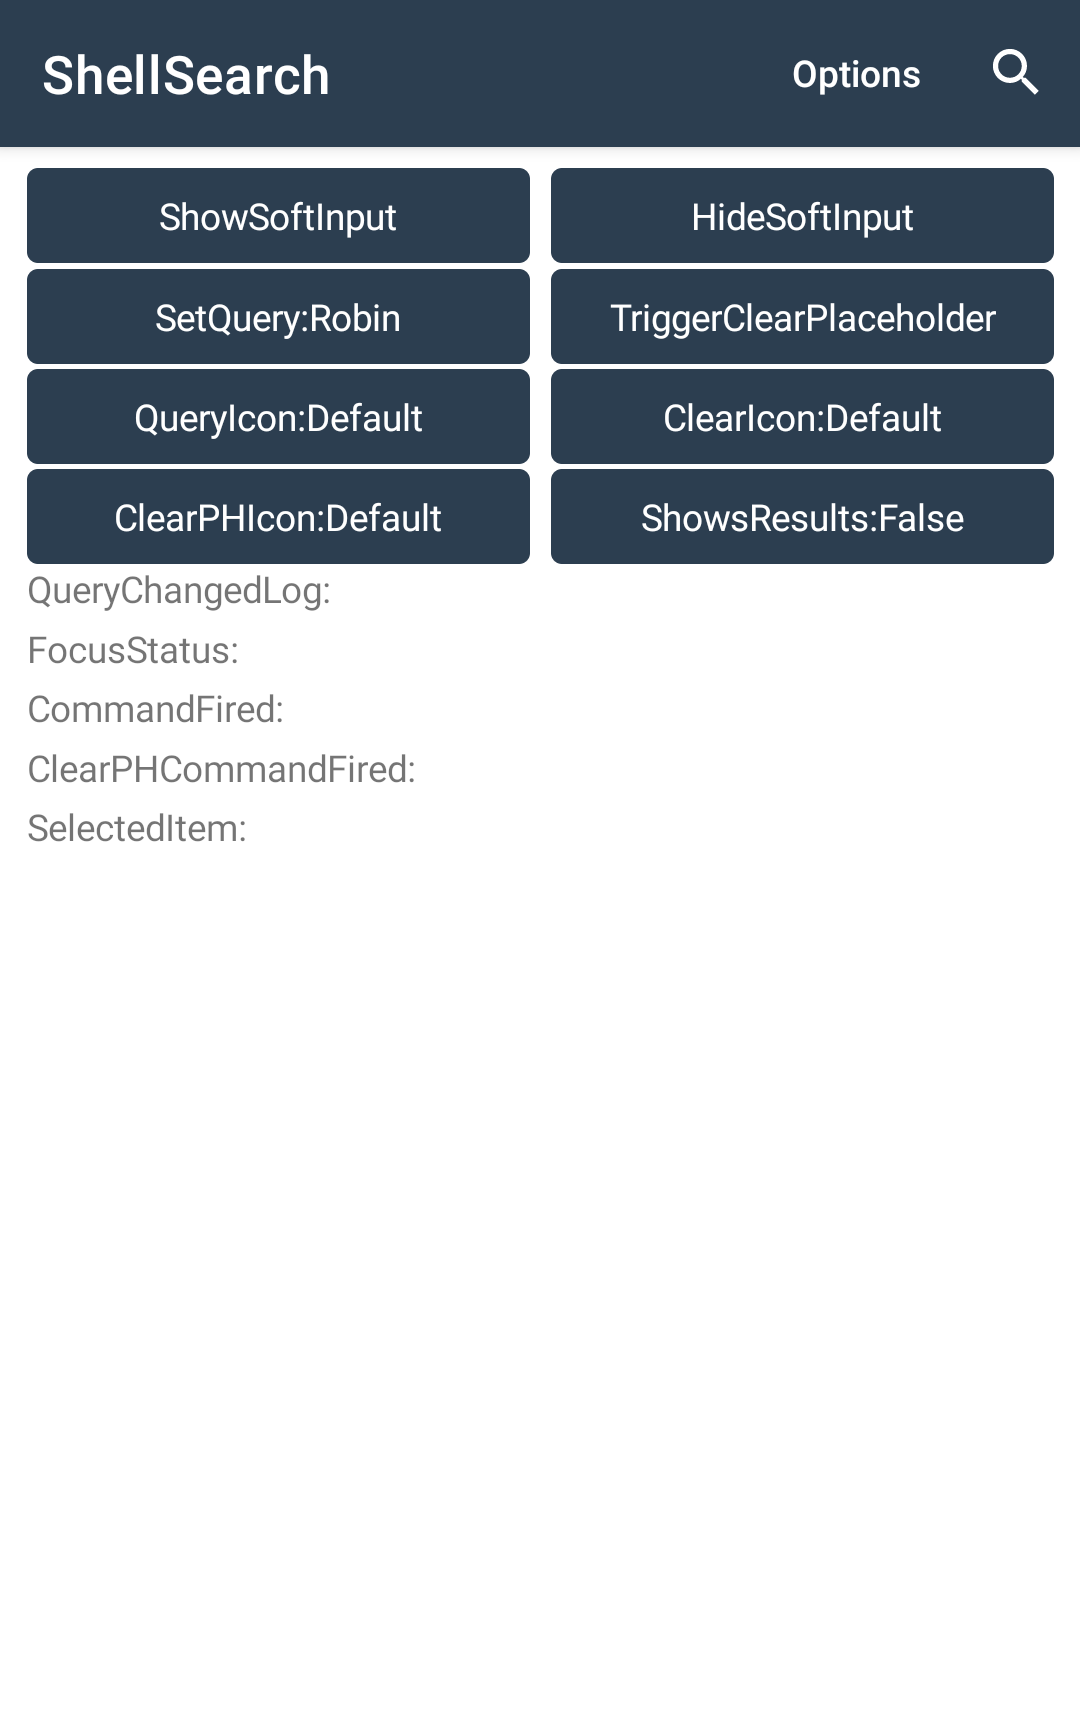 ShellSearch Options
ShowSoftInput HideSoftInput
SetQuery:Robin TriggerClearPlaceholder
QueryIcon:Default ClearIcon:Default
ClearPHIcon:Default ShowsResults:False
QueryChangedLog:
FocusStatus:
CommandFired:
ClearPHCommandFired:
SelectedItem: